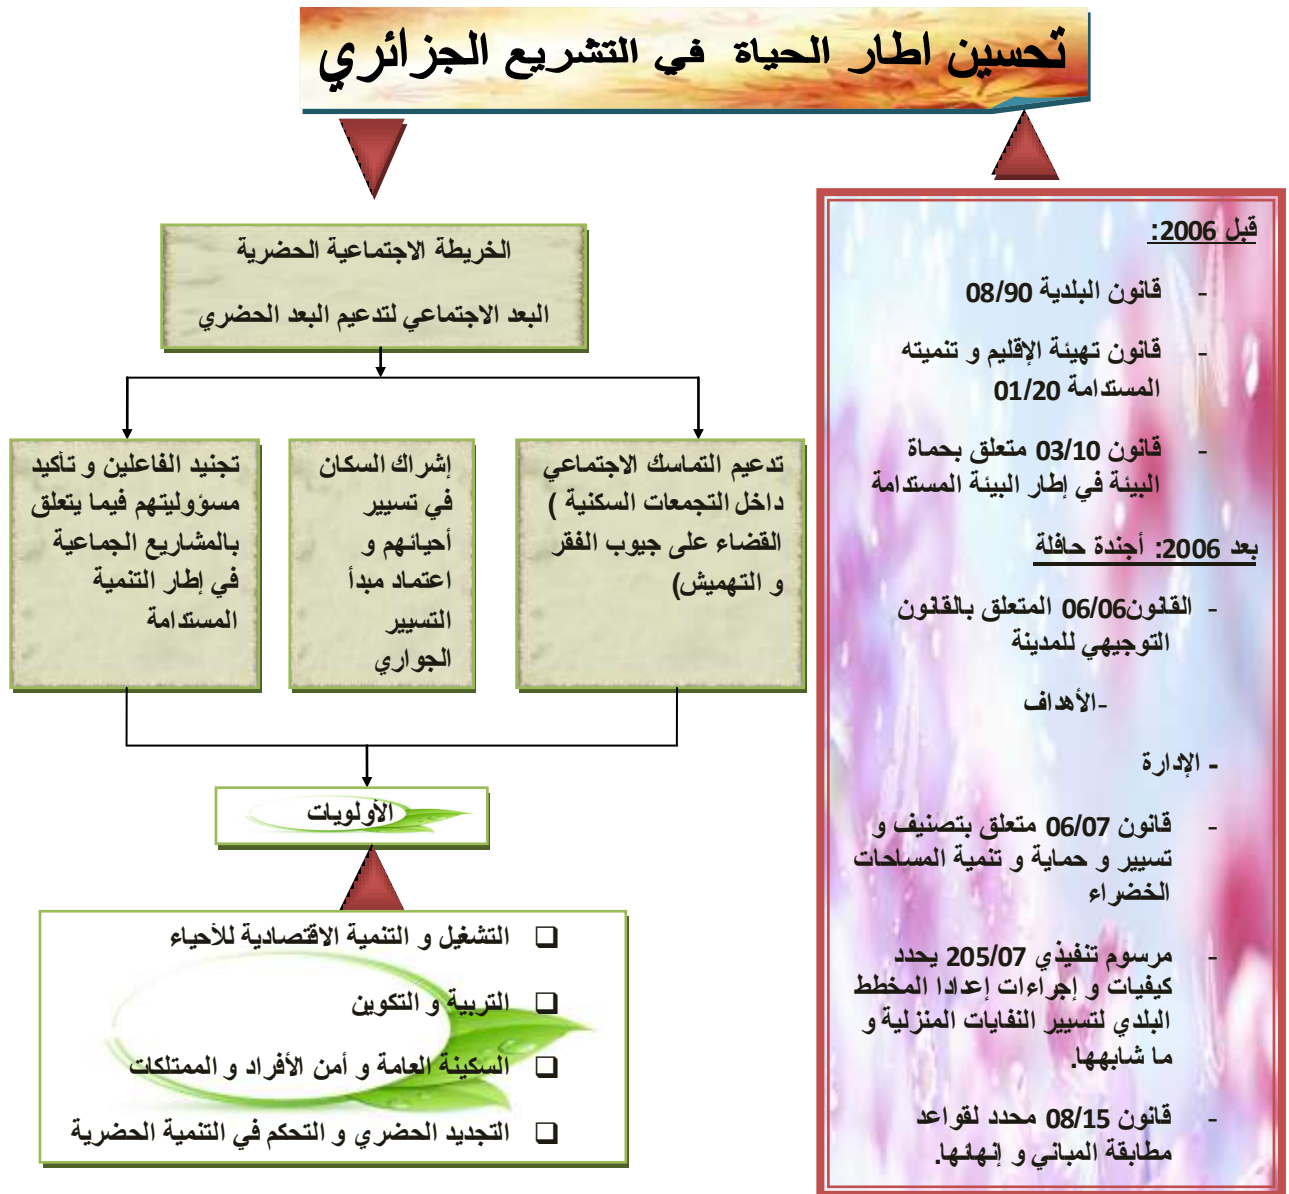 تحسين اطار الحياة في التشريع الجزائري
قبل 2006:
- قانون البلدية 08/90
- قانون تهيئة الإقليم و تنميته
المستدامة 01/20
- قانون 03/10 متعلق بحماة
البيئة في إطار البيئة المستدامة
بعد 2006: أجندة حافلة
- القانون06/06 المتعلق بالقانون
التوجيهي للمدينة
-الأهداف
- الإدارة
- قانون 06/07 متعلق بتصنيف و
تسيير و حماية و تنمية المساحات
الخضراء
- مرسوم تنفيذي 205/07 يحدد
كيفيات و إجراءات إعدادا المخطط
البلدي لتسيير النفايات المنزلية و
ما شابهها.
- قانون 08/15 محدد لقواعد
مطابقة المباني و إنهائها.
الخريطة الاجتماعية الحضرية
البعد الاجتماعي لتدعيم البعد الحضري
تدعيم التماسك الاجتماعي
داخل التجمعات السكنية )
القضاء على جيوب الفقر
و التهميش)
إشراك السكان
في تسيير
أحيائهم و
اعتماد مبدأ
التسيير
الجواري
تجنيد الفاعلين و تأكيد
مسؤوليتهم فيما يتعلق
بالمشاريع الجماعية
في إطار التنمية
المستدامة
الأولويات
❑ التشغيل و التنمية الاقتصادية للأحياء
❑ التربية و التكوين
❑ السكينة العامة و أمن الأفراد و الممتلكات
❑ التجديد الحضري و التحكم في التنمية الحضرية